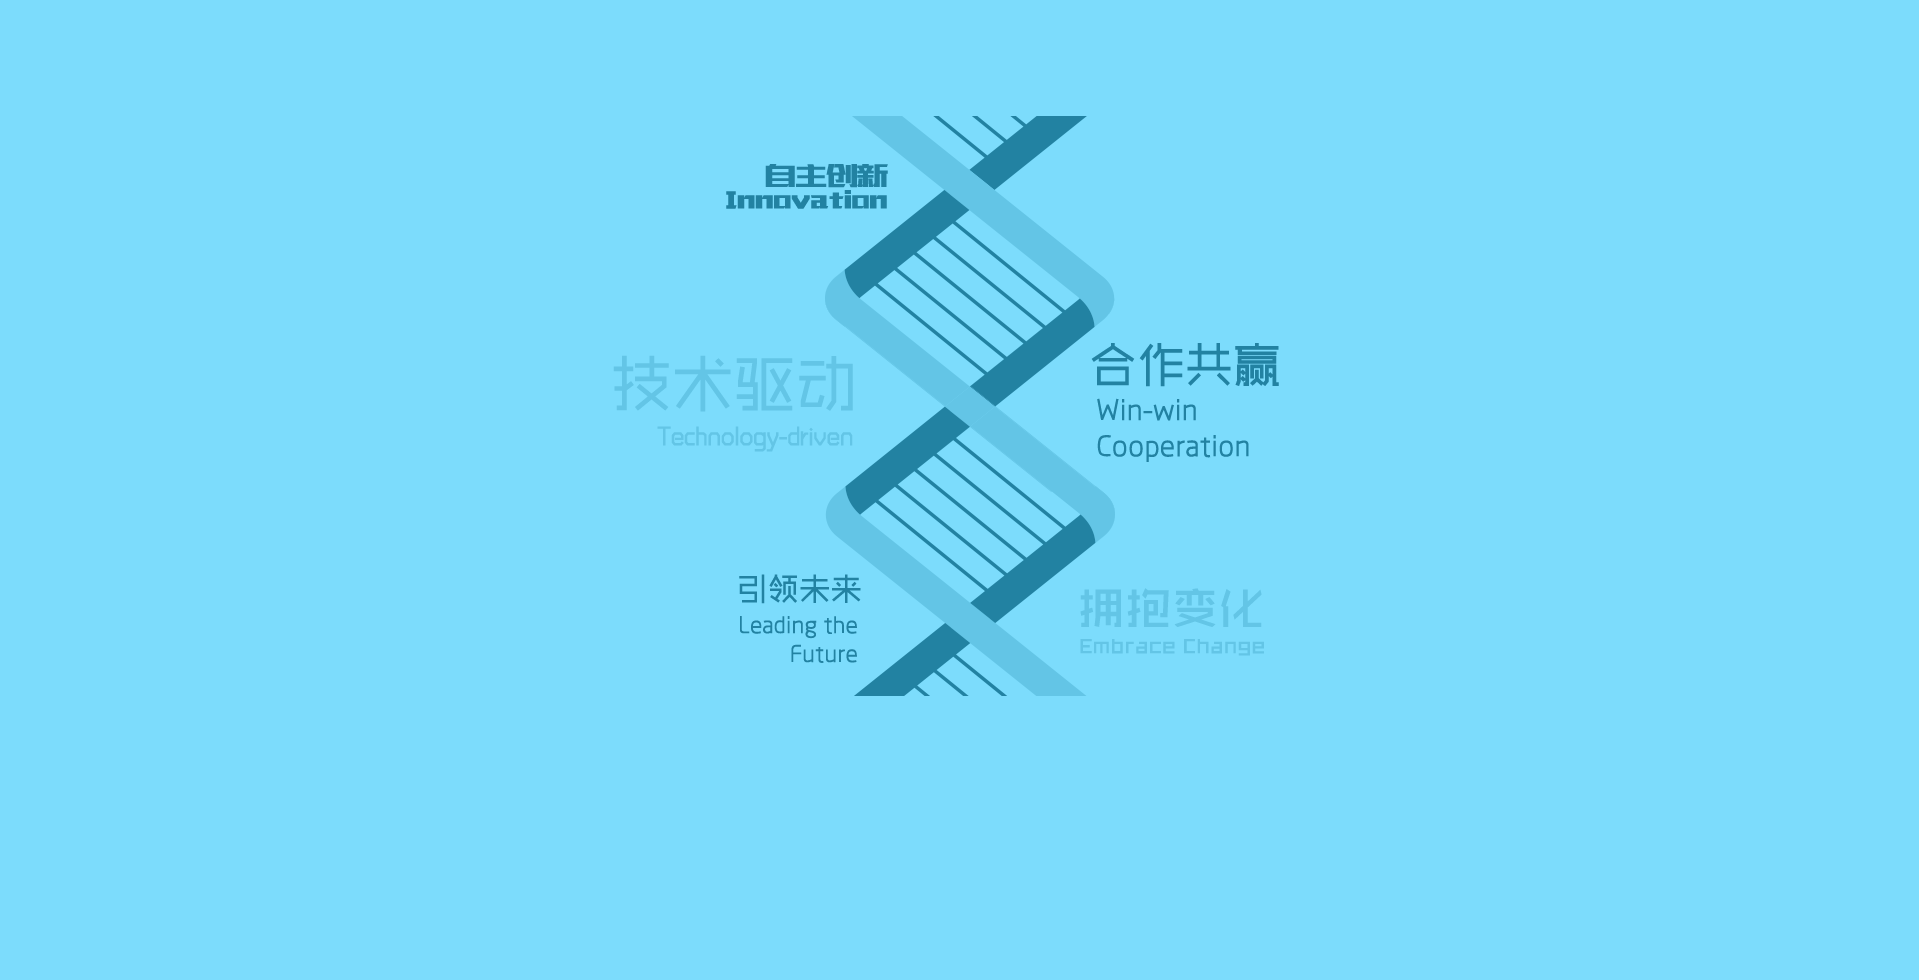 自主创新
Innovation
技术驱动
Technology-driven
合作共赢
Win-win
Cooperation
引领未来
Leading the
Future
拥抱变化
Embrace Change